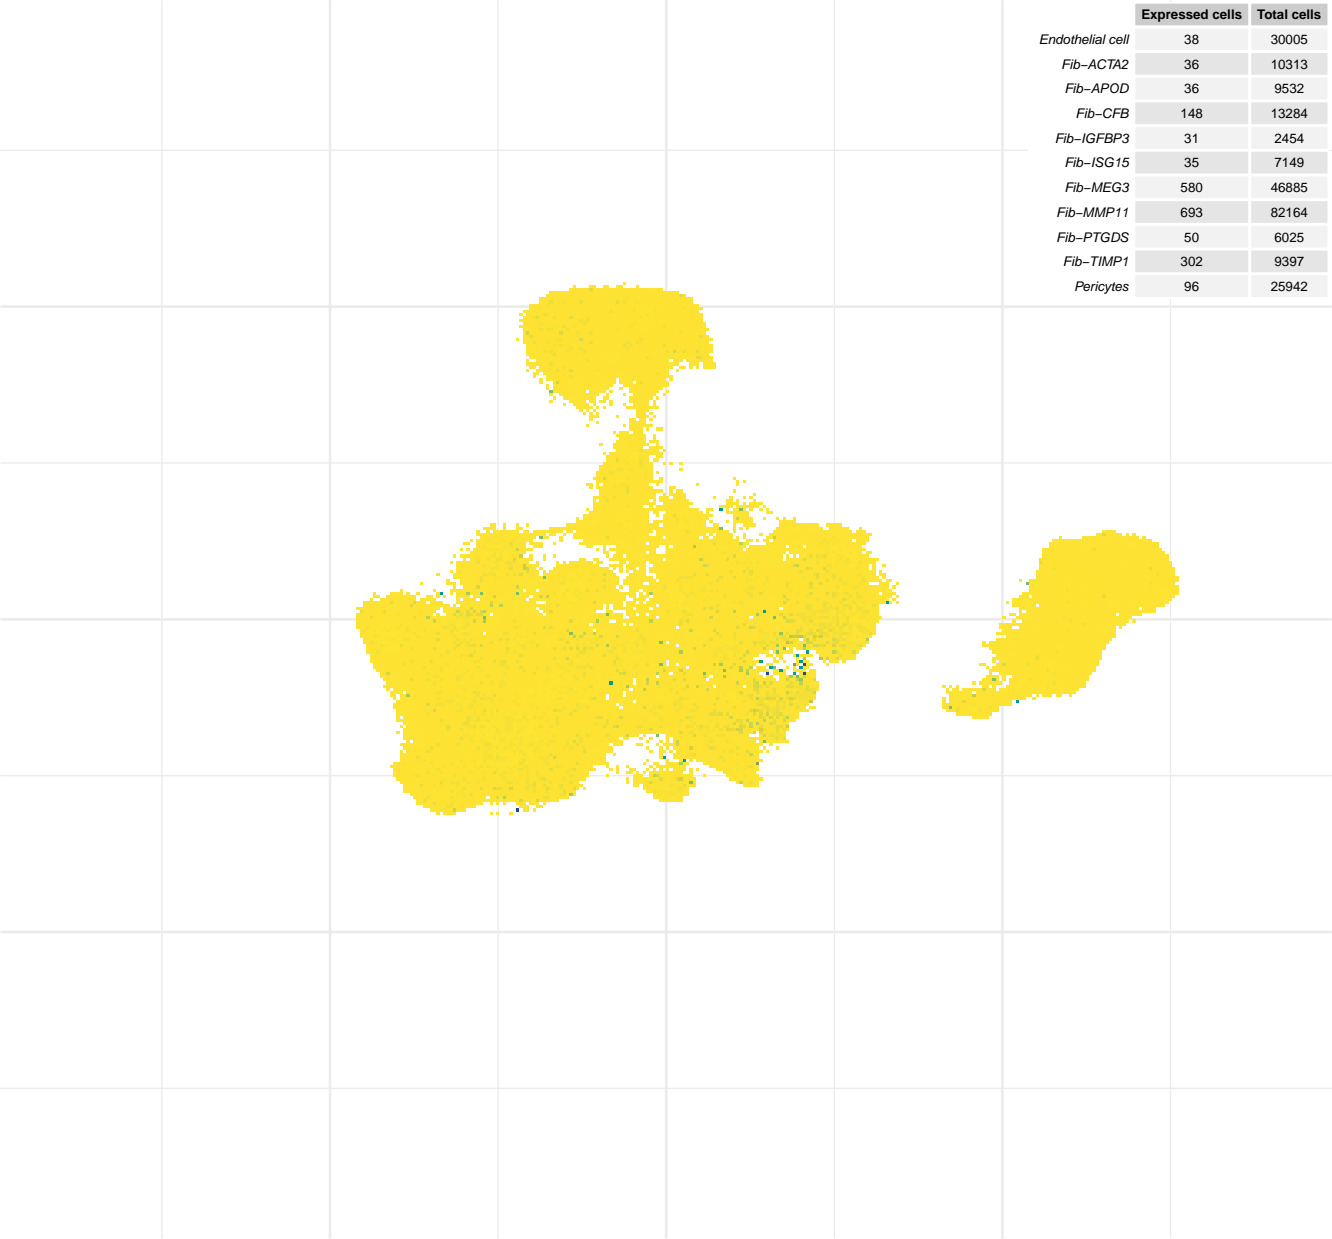 Expressed cells Total cells
Endothelial cell 38 30005
Fib−ACTA2 36 10313
Fib−APOD 36 9532
Fib−CFB 148 13284
Fib−IGFBP3 31 2454
Fib−ISG15 35 7149
Fib−MEG3 580 46885
Fib−MMP11 693 82164
Fib−PTGDS 50 6025
Fib−TIMP1 302 9397
Pericytes 96 25942